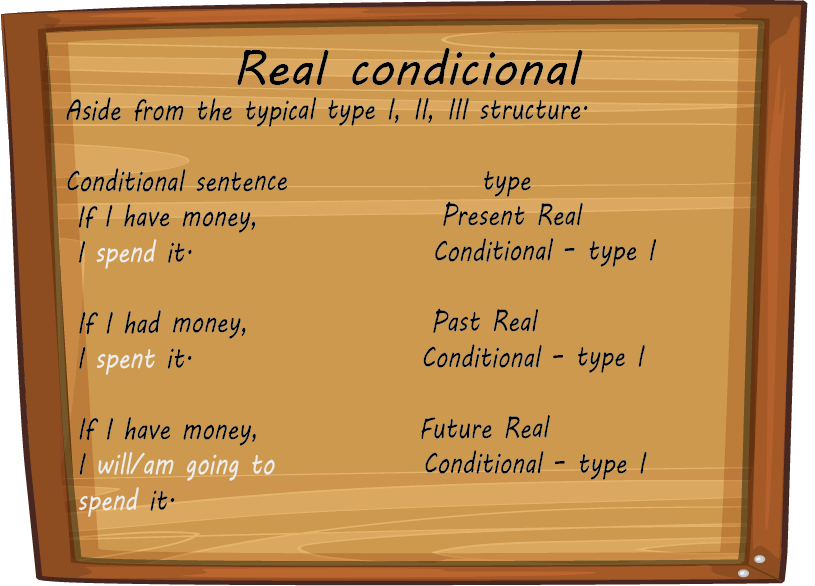 Real condicional
Aside from the typical type I, II, III structure.
Conditional sentence type
If I have money, Present Real
I spend it. Conditional - type I
If I had money, Past Real
I spent it. Conditional - type I
If I have money, Future Real
I will/am going to Conditional - type I
spend it.